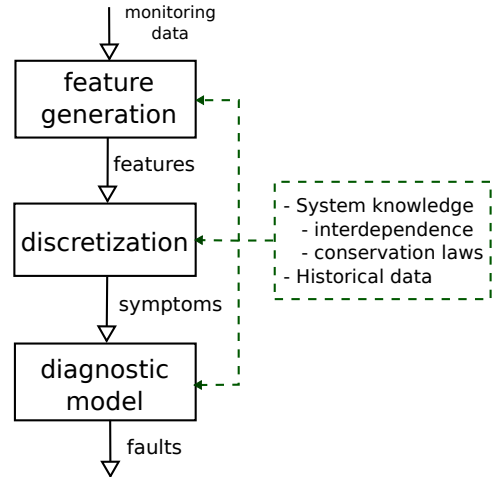 monitoring
data
feature
generation
features
discretization
- System knowledge
- interdependence
- conservation laws
- Historical data
symptoms
diagnostic
model
faults